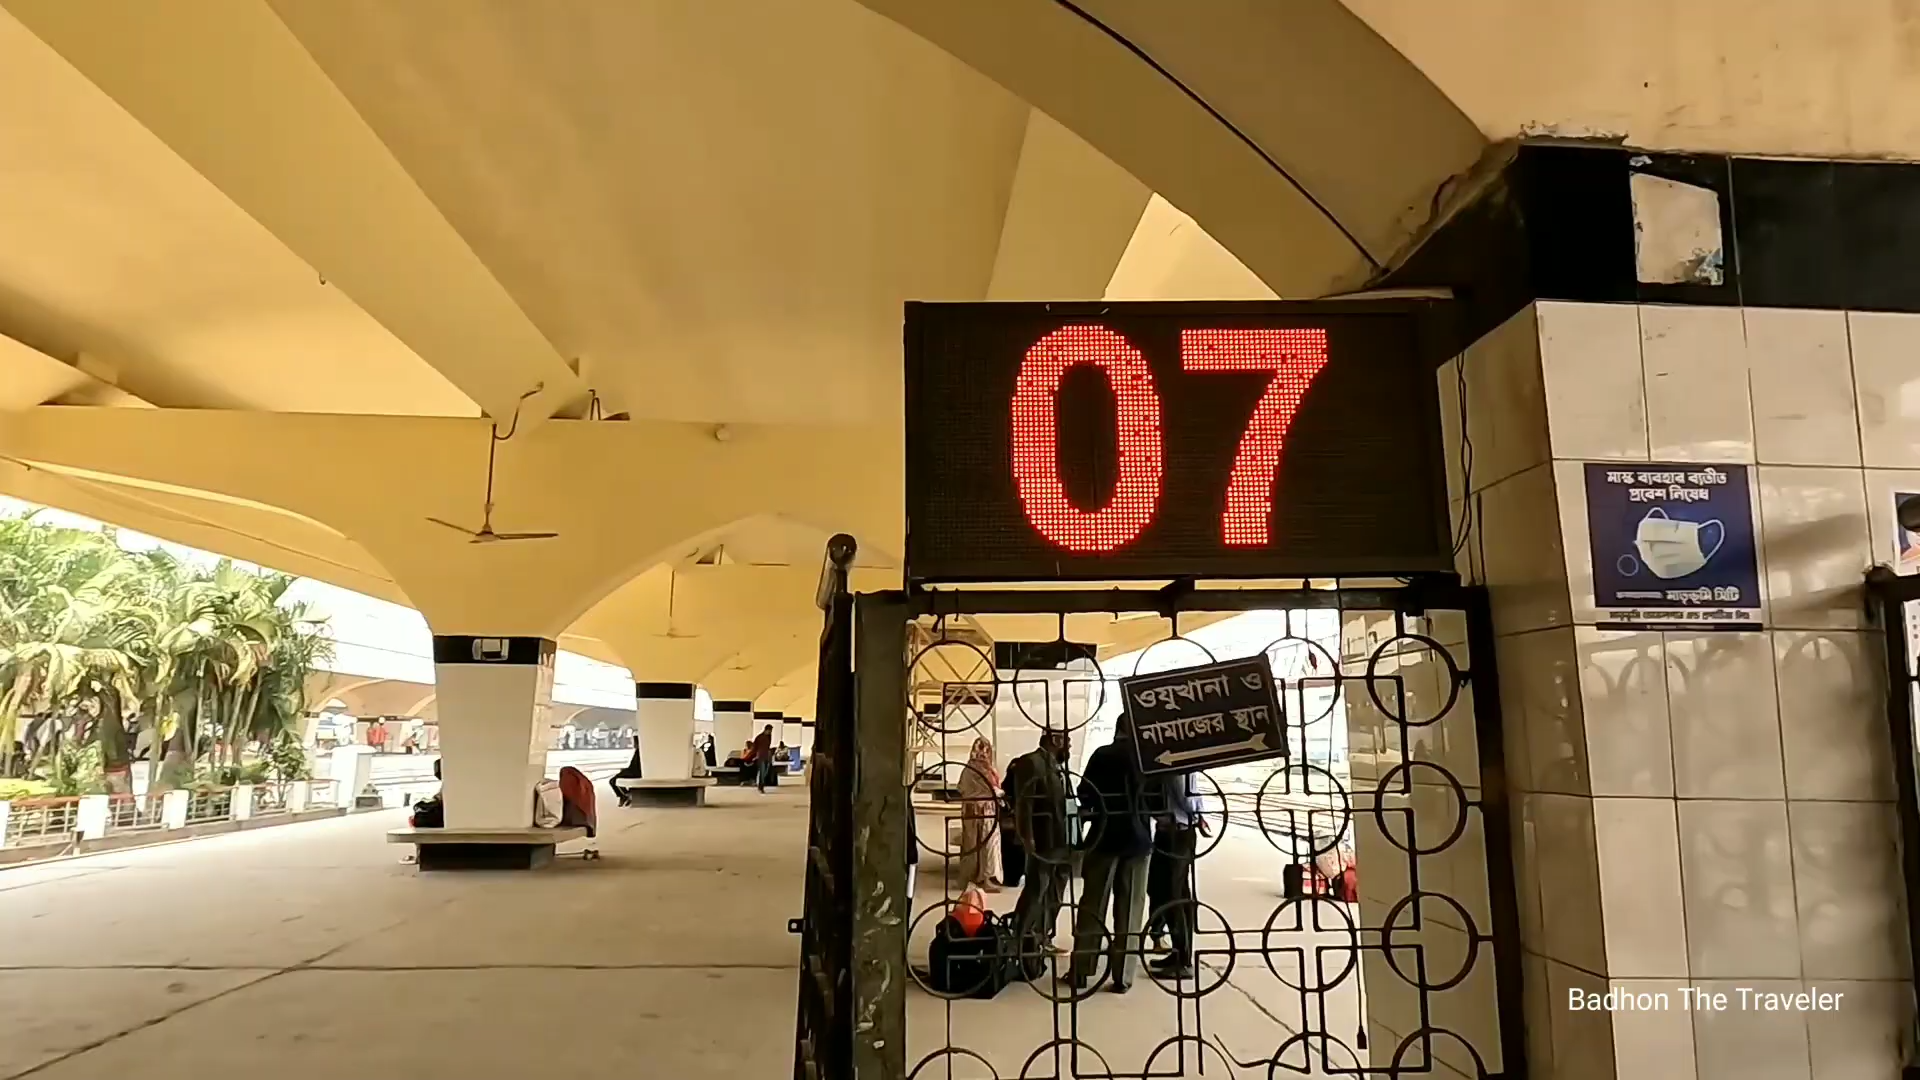 07
মাস্ক ব্যবহার ব্যতীত
প্রবেশ নিষেধ
মাতৃভূমি সিটি
ওযুখানা ও
নামাজের স্থান
Badhon The Traveler